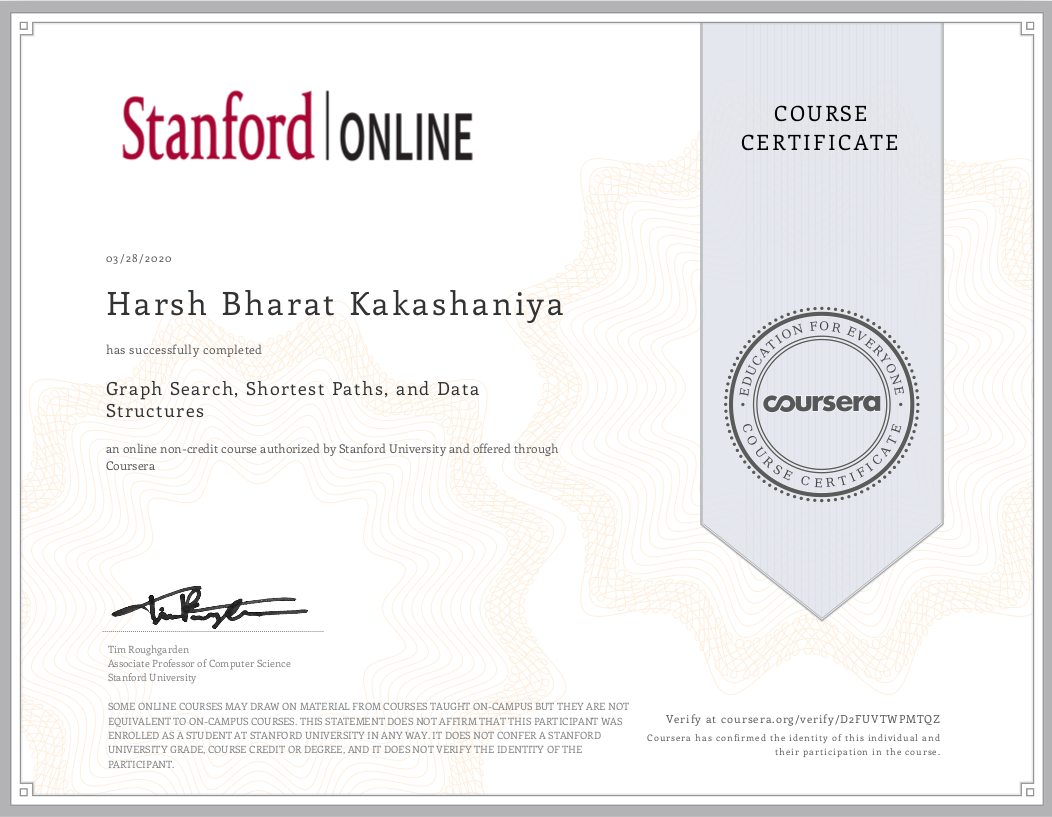 Stanford | ONLINE
COURSE
CERTIFICATE
03/28/2020
Harsh Bharat Kakashaniya
has successfully completed
Graph Search, Shortest Paths, and Data
Structures
an online non-credit course authorized by Stanford University and offered through
Coursera
EDUCATION FOR EVERYONE
coursera
COURSE CERTIFICATE
Tim Roughgarden
Associate Professor of Computer Science
Stanford University
SOME ONLINE COURSES MAY DRAW ON MATERIAL FROM COURSES TAUGHT ON-CAMPUS BUT THEY ARE NOT
EQUIVALENT TO ON-CAMPUS COURSES. THIS STATEMENT DOES NOT AFFIRM THAT THIS PARTICIPANT WAS
ENROLLED AS A STUDENT AT STANFORD UNIVERSITY IN ANY WAY. IT DOES NOT CONFER A STANFORD
UNIVERSITY GRADE, COURSE CREDIT OR DEGREE, AND IT DOES NOT VERIFY THE IDENTITY OF THE
PARTICIPANT.
Verify at coursera.org/verify/D2FUVTWPMTQZ
Coursera has confirmed the identity of this individual and
their participation in the course.